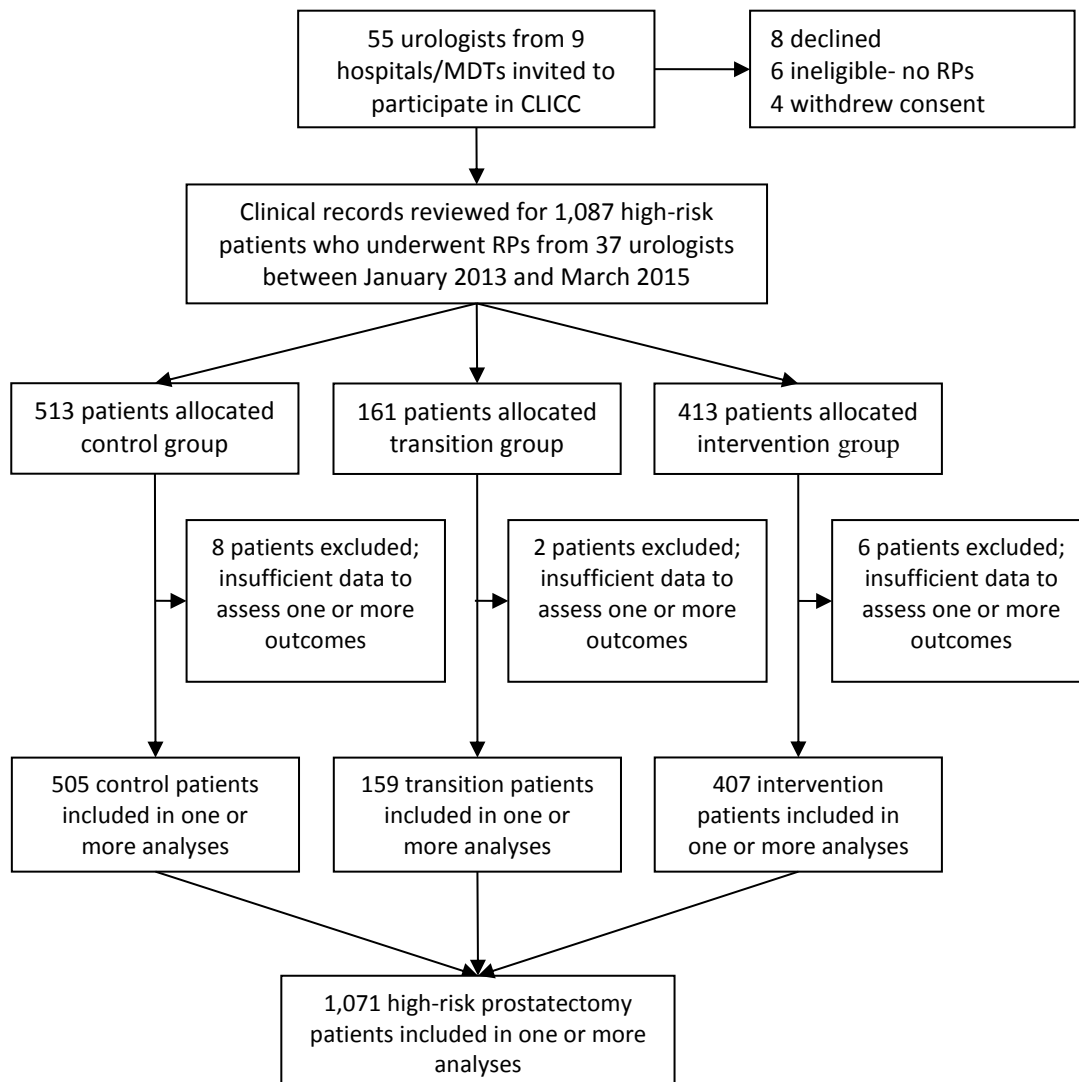 55 urologists from 9
hospitals/MDTs invited to
participate in CLICC
8 declined
6 ineligible- no RPs
4 withdrew consent
Clinical records reviewed for 1,087 high-risk
patients who underwent RPs from 37 urologists
between January 2013 and March 2015
513 patients allocated
control group
161 patients allocated
transition group
413 patients allocated
intervention group
8 patients excluded;
insufficient data to
assess one or more
outcomes
2 patients excluded;
insufficient data to
assess one or more
outcomes
6 patients excluded;
insufficient data to
assess one or more
outcomes
505 control patients
included in one or
more analyses
159 transition patients
included in one or
more analyses
407 intervention
patients included in
one or more analyses
1,071 high-risk prostatectomy
patients included in one or more
analyses